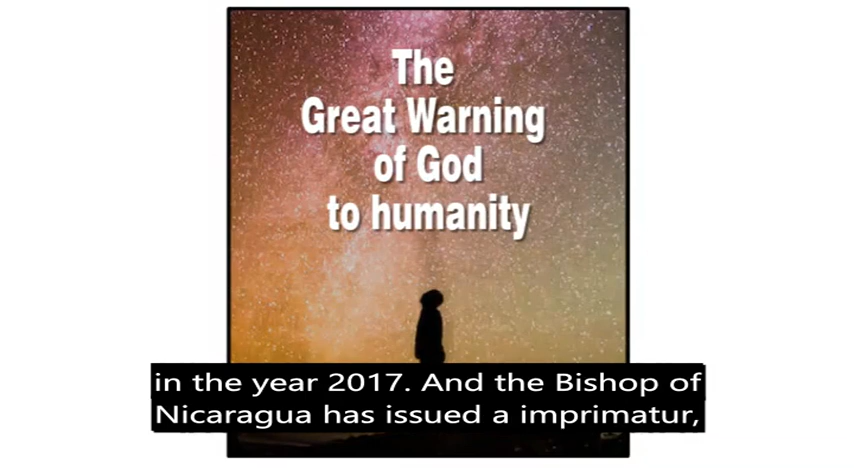 The
Great Warning
of God
to humanity
in the year 2017. And the Bishop of
Nicaragua has issued a imprimatur,